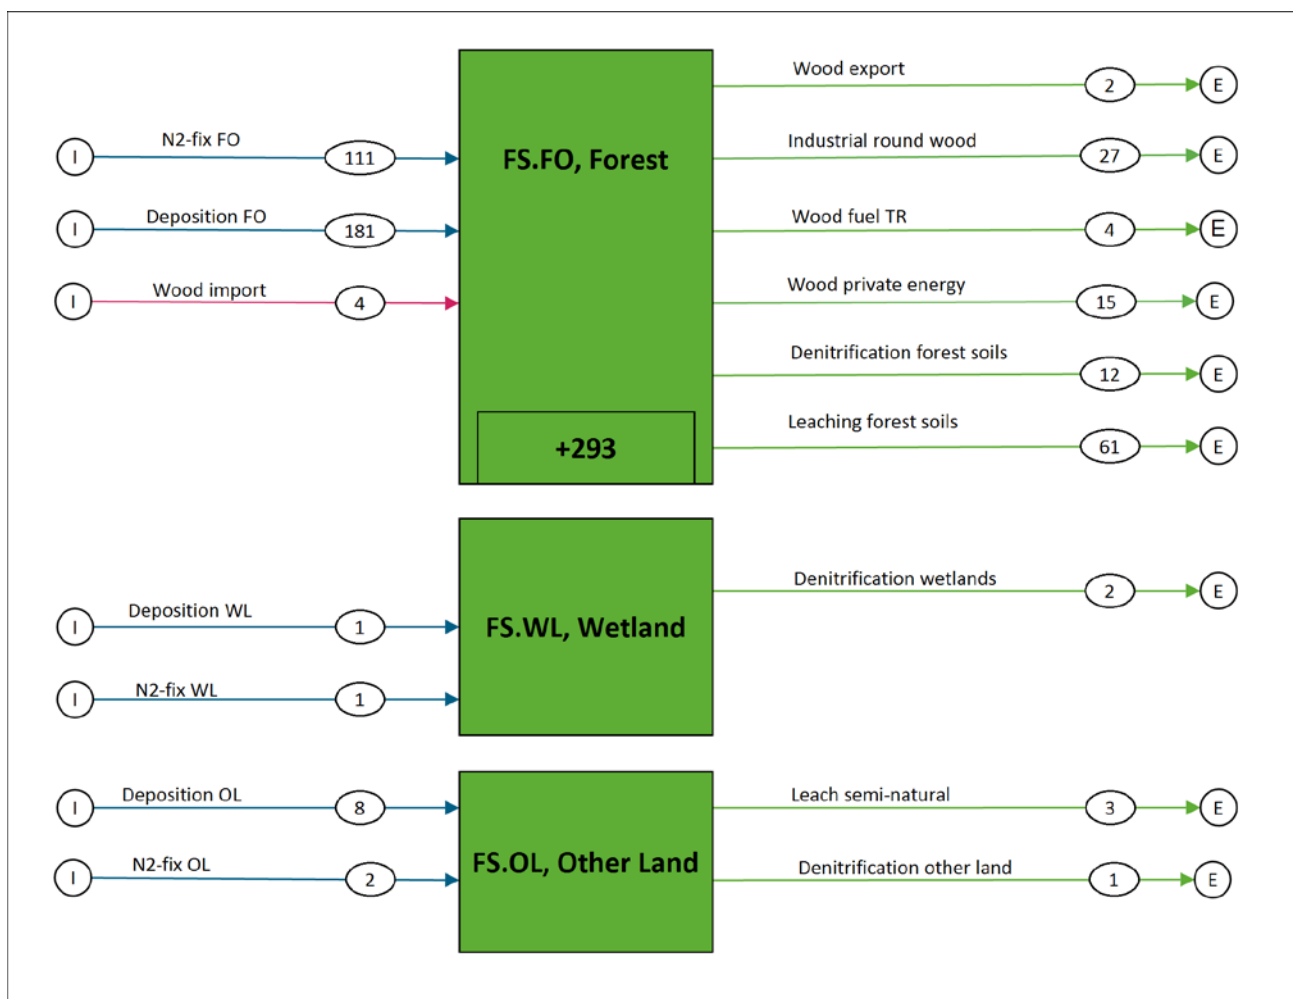 Wood export
2
E
I
N2-fix FO
111
FS.FO, Forest
Industrial round wood
27
E
I
Deposition FO
181
Wood fuel TR
4
E
I
Wood import
4
Wood private energy
15
E
Denitrification forest soils
12
E
+293
Leaching forest soils
61
E
Denitrification wetlands
2
E
I
Deposition WL
1
FS.WL, Wetland
I
N2-fix WL
1
I
Deposition OL
8
Leach semi-natural
3
E
I
N2-fix OL
2
FS.OL, Other Land
Denitrification other land
1
E